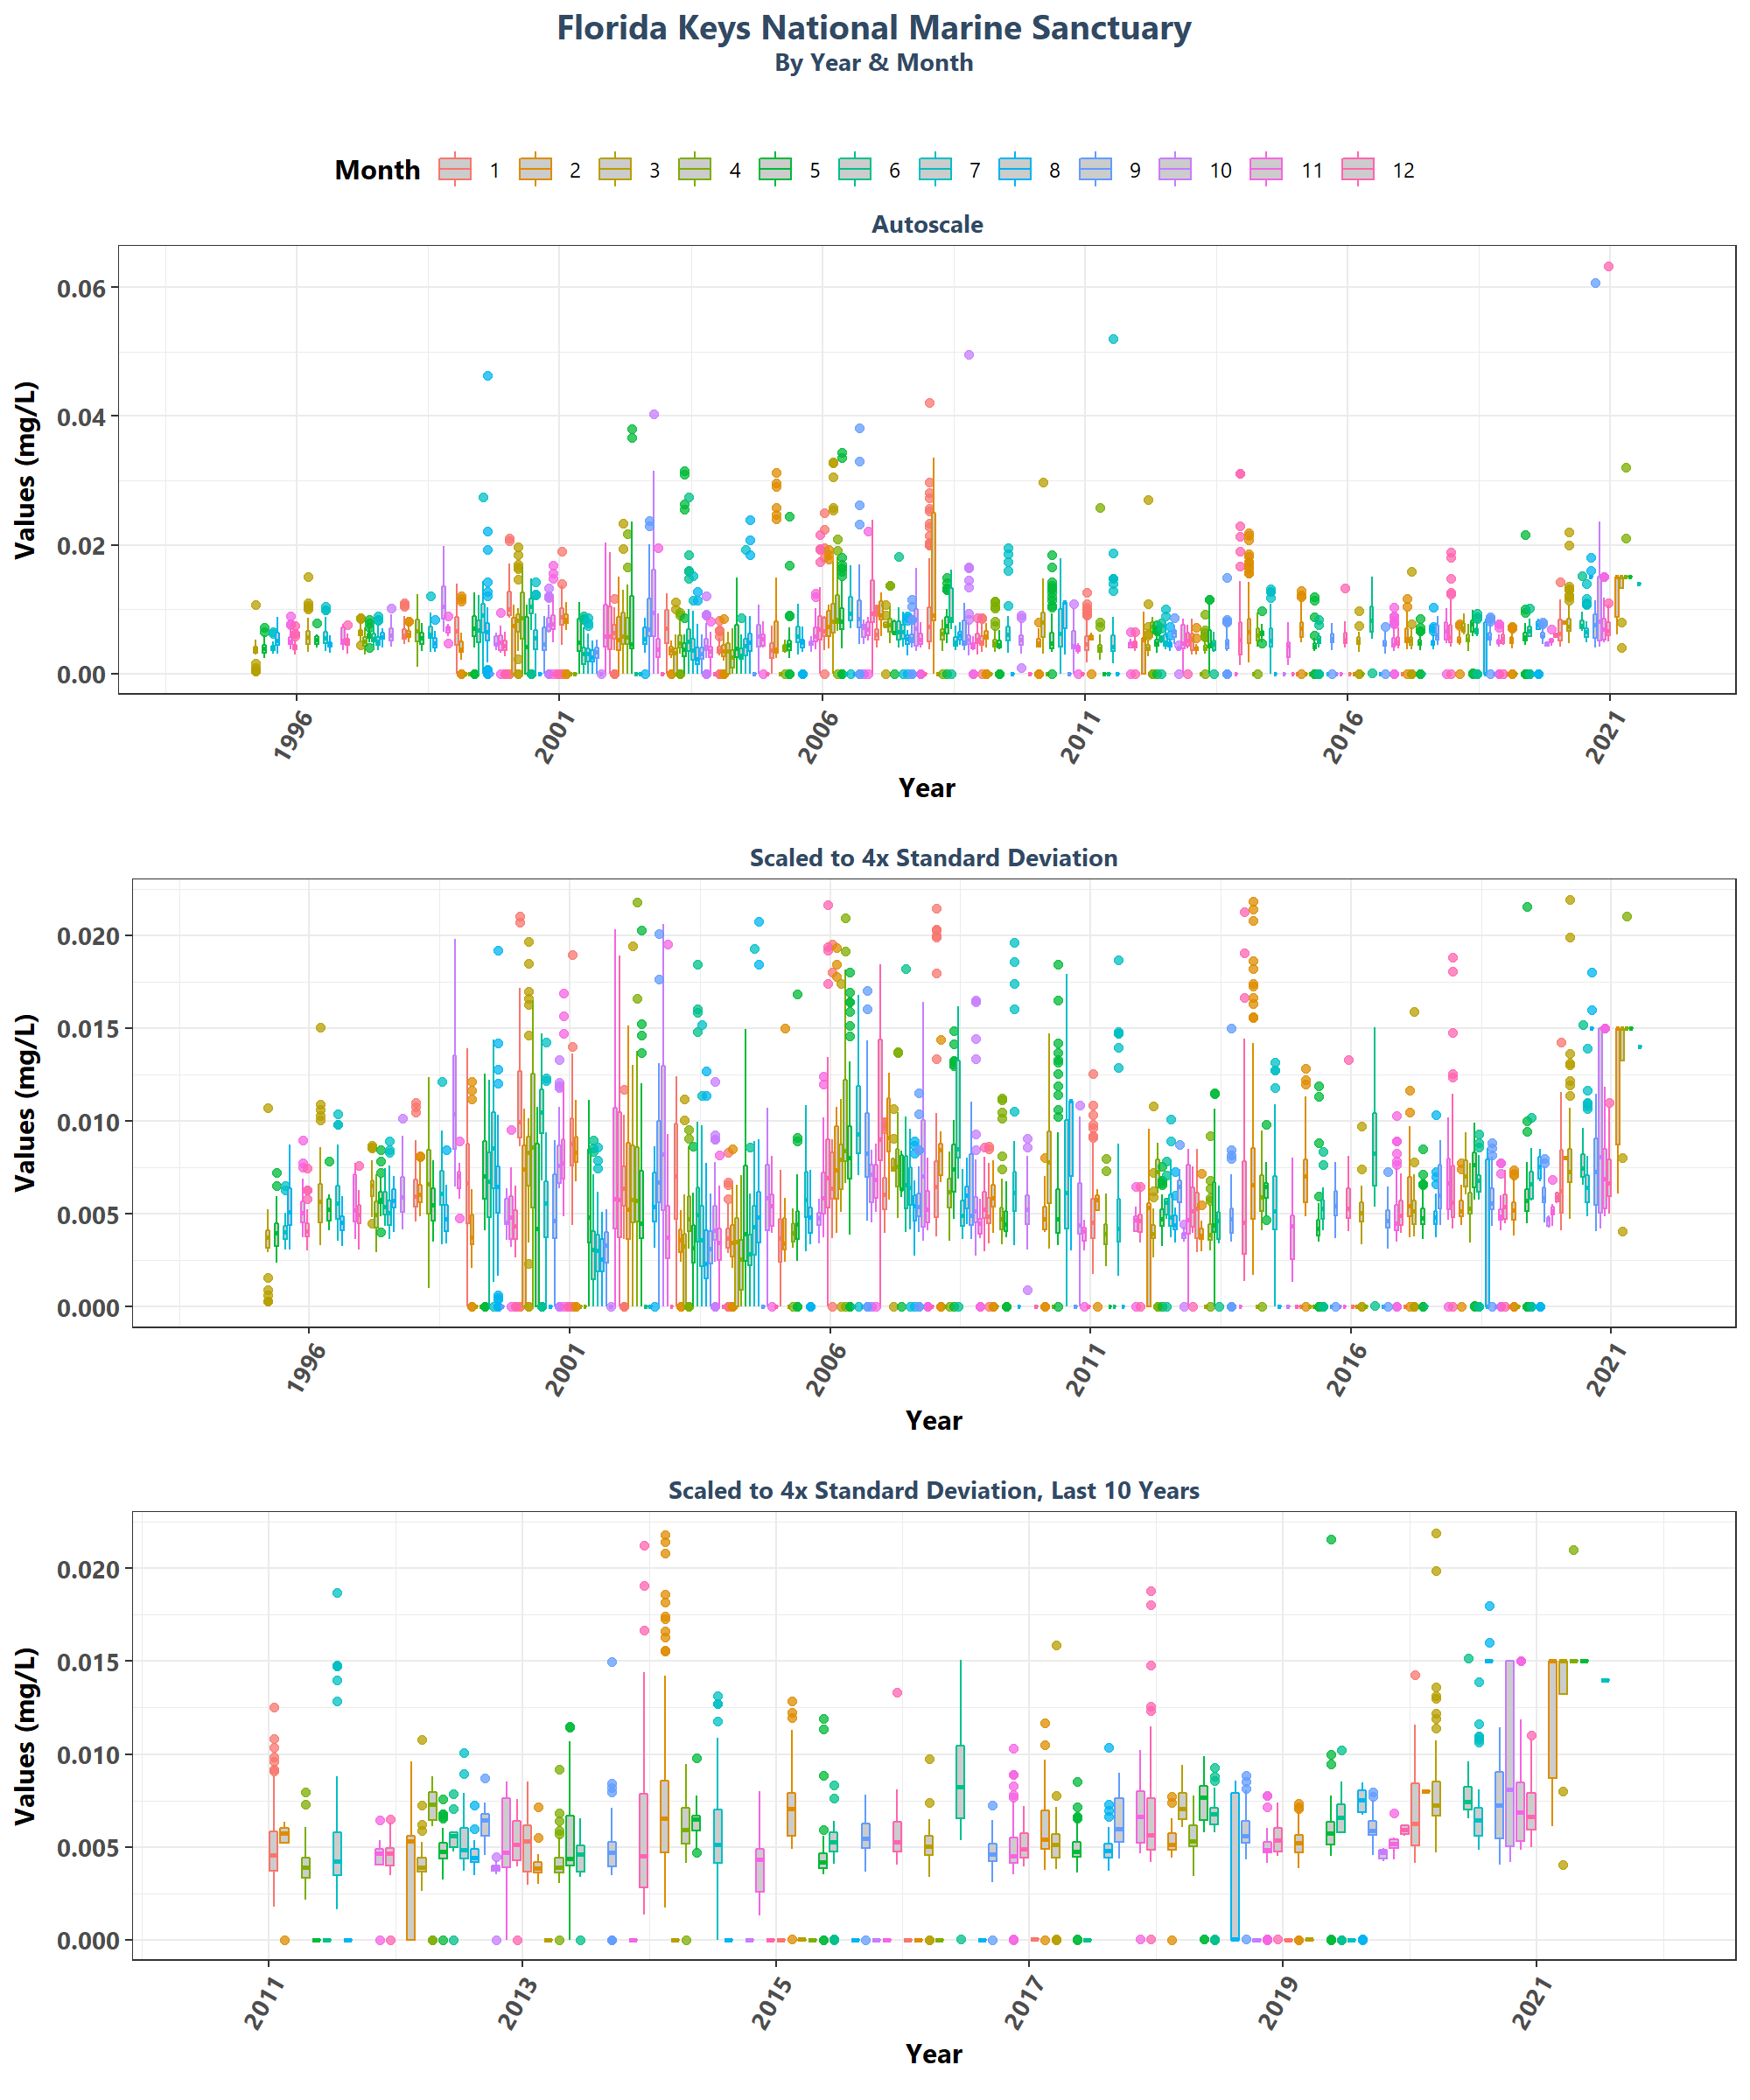 Florida Keys National Marine Sanctuary
By Year & Month
Month 1 2 3 4 5 6 7 8 9 10 11 12
Autoscale
Values (mg/L)
0.06
0.04
0.02
0.00
1996 2001 2006 2011 2016 2021
Year
Scaled to 4x Standard Deviation
Values (mg/L)
0.020
0.015
0.010
0.005
0.000
1996 2001 2006 2011 2016 2021
Year
Scaled to 4x Standard Deviation, Last 10 Years
Values (mg/L)
0.020
0.015
0.010
0.005
0.000
2011 2013 2015 2017 2019 2021
Year